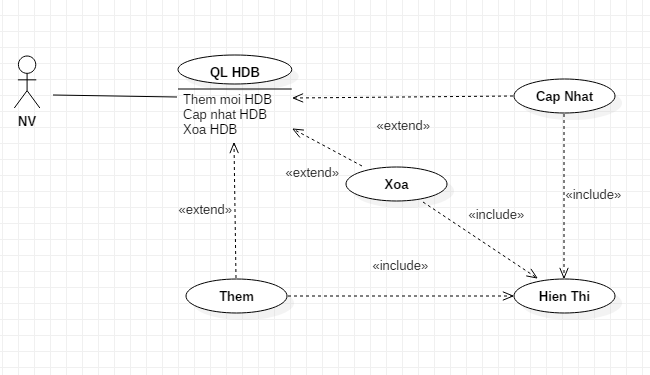 QL HDB
Them moi HDB
Cap nhat HDB
Xoa HDB
NV
Cap Nhat
«extend»
«extend»
Xoa
«extend»
«include»
«include»
«include»
Them
Hien Thi